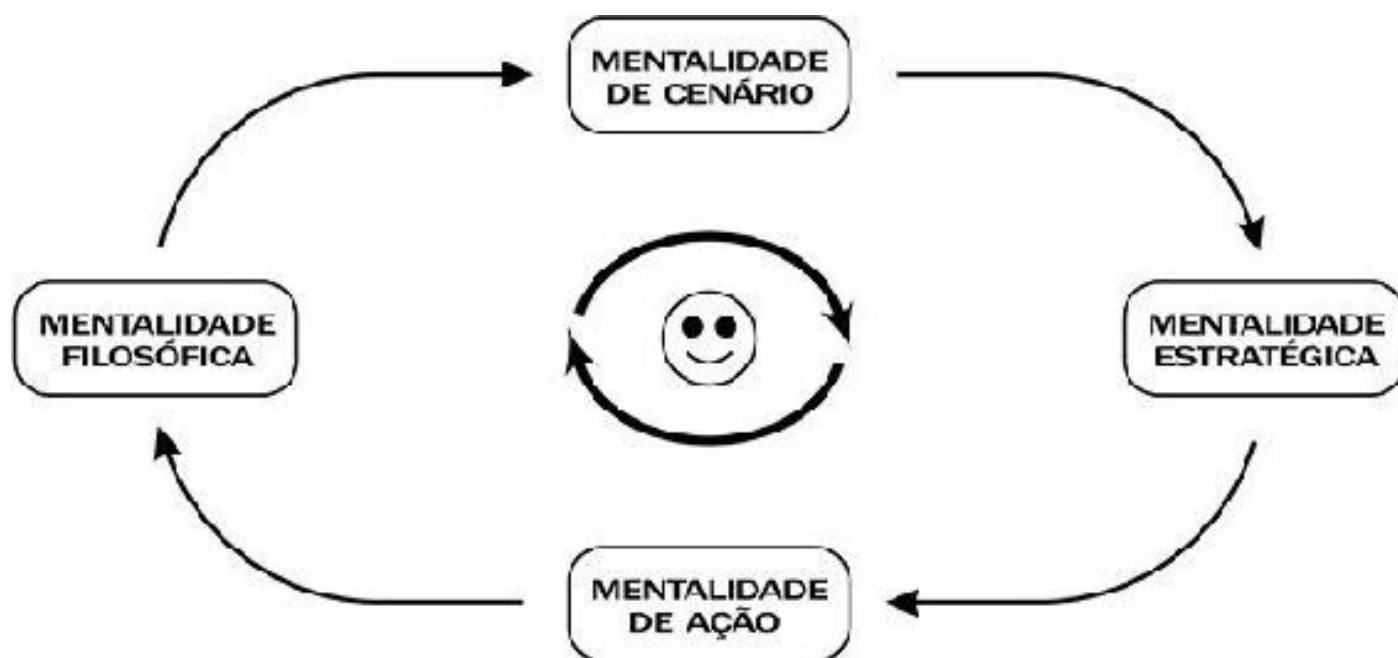 MENTALIDADE
DE CENÁRIO
MENTALIDADE
FILOSÓFICA
MENTALIDADE
ESTRATÉGICA
MENTALIDADE
DE AÇÃO